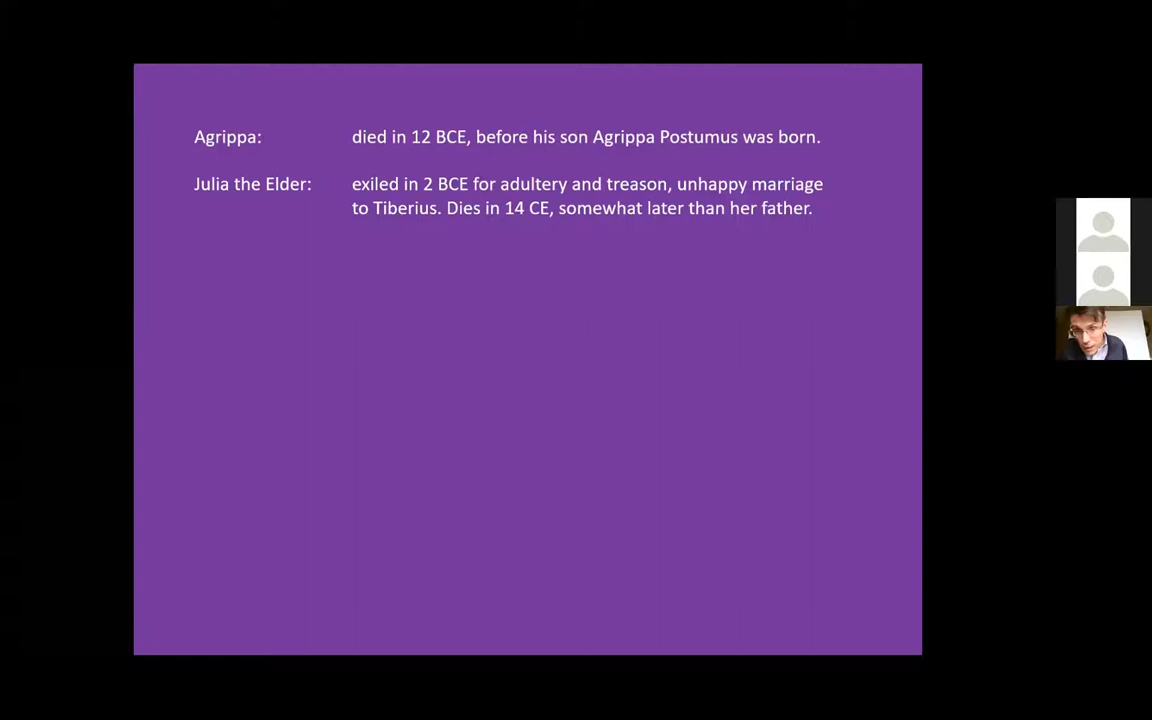 Agrippa: died in 12 BCE, before his son Agrippa Postumus was born.
Julia the Elder: exiled in 2 BCE for adultery and treason, unhappy marriage
to Tiberius. Dies in 14 CE, somewhat later than her father.